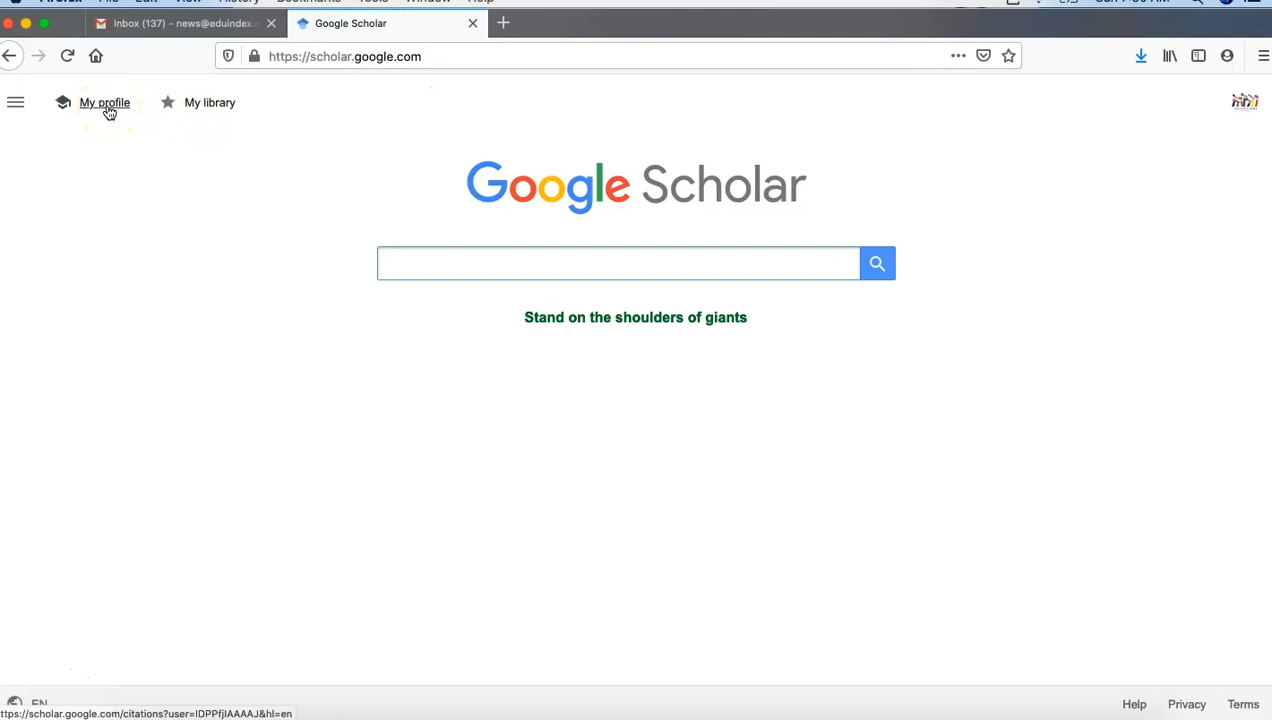 Firefox File Edit View History Bookmarks Tools Window Help
Inbox (137) - news@eduindex.
Google Scholar
https://scholar.google.com
My profile
My library
Google Scholar
Stand on the shoulders of giants
EN
Help Privacy Terms
ttps://scholar.google.com/citations?user=IDPPfjIAAAAJ&hl=en